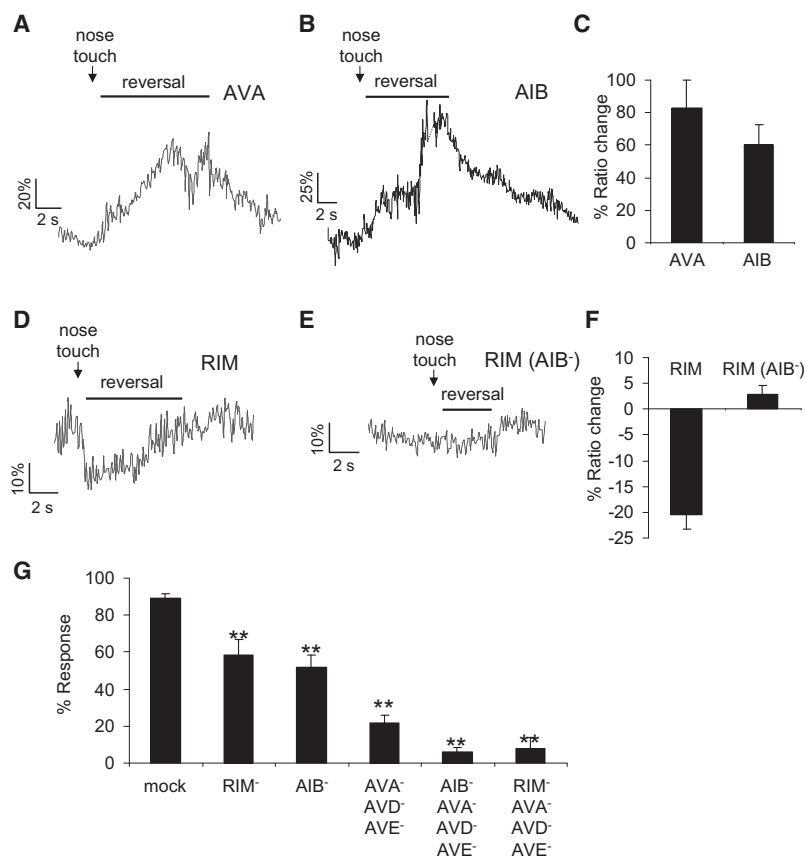 A
nose
touch
reversal
AVA
20%
2 s
B
nose
touch
reversal
AIB
25%
2 s
C
% Ratio change
100
80
60
40
20
0
AVA
AIB
D
nose
touch
reversal
RIM
10%
2 s
E
nose
touch
reversal
RIM (AIB-)
10%
2 s
F
% Ratio change
10
5
0
-5
-10
-15
-20
-25
RIM
RIM (AIB-)
G
% Response
100
80
60
40
20
0
**
**
**
**
**
mock
RIM-
AIB-
AVA-
AVD-
AVE-
AIB-
AVA-
AVD-
AVE-
RIM-
AVA-
AVD-
AVE-